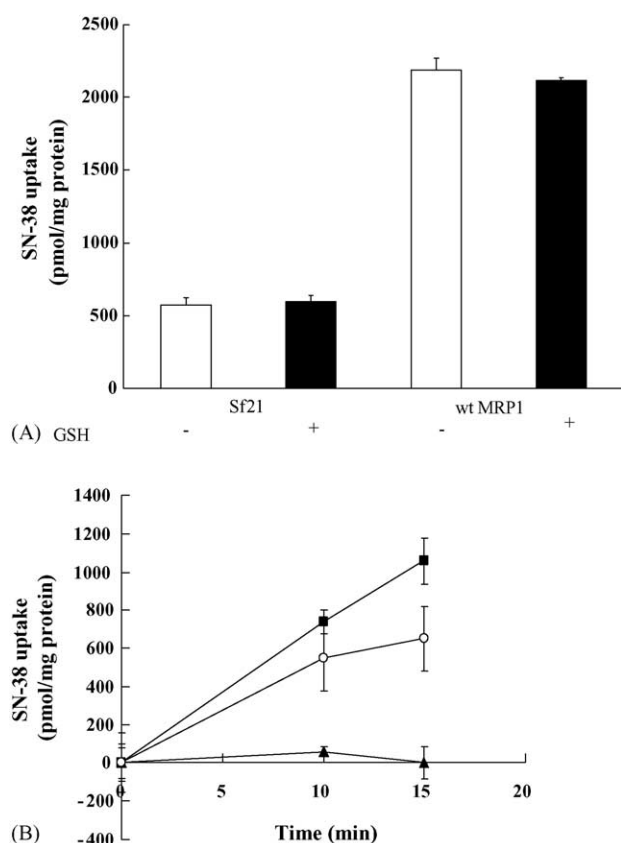 2500
2000
1500
1000
500
0
SN-38 uptake
(pmol/mg protein)
Sf21 wt MRP1
(A) GSH - + - +
1400
1200
1000
800
600
400
200
0
-200
-400
SN-38 uptake
(pmol/mg protein)
0 5 10 15 20
(B) Time (min)